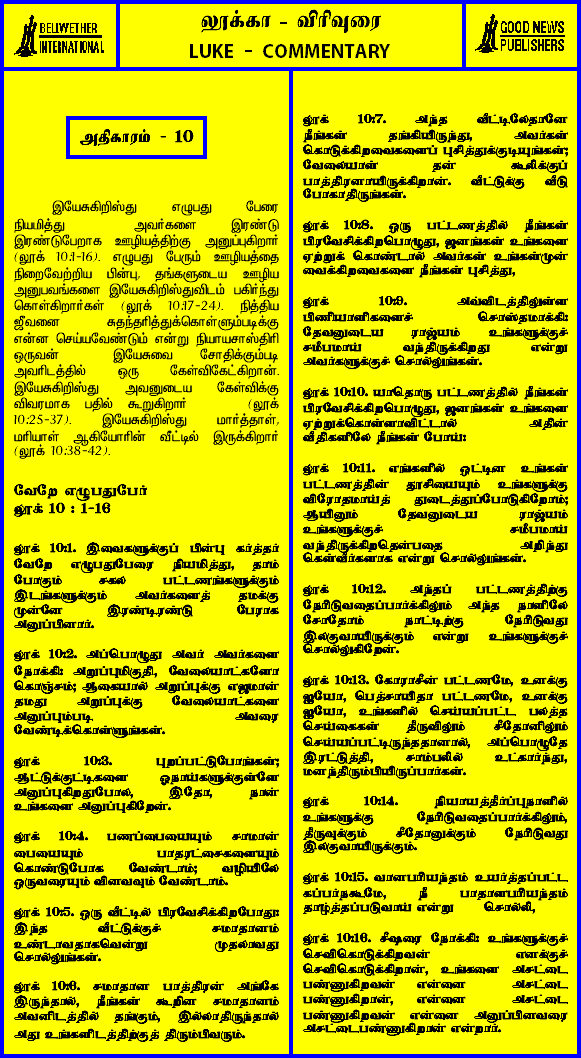 BELWETHER
INTERNATIONAL
லூக்கா - விரிவுரை
LUKE - COMMENTARY
GOOD NEWS
PUBLISHERS
அதிகாரம் - 10
இயேசுகிறிஸ்து எழுபது பேரை
நியமித்து அவர்களை இரண்டு
இரண்டுபேராக ஊழியத்திற்கு அனுப்புகிறார்
(லூக் 10:1-16). எழுபது பேரும் ஊழியத்தை
நிறைவேற்றிய பின்பு, தங்களுடைய ஊழிய
அனுபவங்களை இயேசுகிறிஸ்துவிடம் பகிர்ந்து
கொள்கிறார்கள் (லூக் 10:17-24). நித்திய
ஜீவனை சுதந்தரித்துக்கொள்ளும்படிக்கு
என்ன செய்யவேண்டும் என்று நியாயசாஸ்திரி
ஒருவன் இயேசுவை சோதிக்கும்படி
அவரிடத்தில் ஒரு கேள்விகேட்கிறான்.
இயேசுகிறிஸ்து அவனுடைய கேள்விக்கு
விவரமாக பதில் கூறுகிறார் (லூக்
10:25-37). இயேசுகிறிஸ்து மார்த்தாள்,
மரியாள் ஆகியோரின் வீட்டில் இருக்கிறார்
(லூக் 10:38-42).
வேறே எழுபதுபேர்
லூக் 10 : 1-16
லூக் 10:1. இவைகளுக்குப் பின்பு கர்த்தர்
வேறே எழுபதுபேரை நியமித்து, தாம்
போகும் சகல பட்டணங்களுக்கும்
இடங்களுக்கும் அவர்களைத் தமக்கு
முன்னே இரண்டிரண்டு பேராக
அனுப்பினார்.
லூக் 10:2. அப்பொழுது அவர் அவர்களை
நோக்கி: அறுப்புமிகுதி, வேலையாட்களோ
கொஞ்சம்; ஆகையால் அறுப்புக்கு எஜமான்
தமது அறுப்புக்கு வேலையாட்களை
அனுப்பும்படி அவரை
வேண்டிக்கொள்ளுங்கள்.
லூக் 10:3. புறப்பட்டுபோங்கள்;
ஆட்டுக்குட்டிகளை ஓநாய்களுக்குள்ளே
அனுப்புகிறதுபோல, இதோ, நான்
உங்களை அனுப்புகிறேன்.
லூக் 10:4. பணப்பையையும் சாமான்
பையையும் பாதரட்சைகளையும்
கொண்டுபோக வேண்டாம்; வழியிலே
ஒருவரையும் வினவவும் வேண்டாம்.
லூக் 10:5. ஒரு வீட்டில் பிரவேசிக்கிறபோது:
இந்த வீட்டுக்குச் சமாதானம்
உண்டாவதாகவென்று முதலாவது
சொல்லுங்கள்.
லூக் 10:6. சமாதான பாத்திரன் அங்கே
இருந்தால், நீங்கள் கூறின சமாதானம்
அவனிடத்தில் தங்கும், இல்லாதிருந்தால்
அது உங்களிடத்திற்குத் திரும்பிவரும்.
லூக் 10:7. அந்த வீட்டிலேதானே
நீங்கள் தங்கியிருந்து, அவர்கள்
கொடுக்கிறவைகளைப் புசித்துக்குடியுங்கள்;
வேலையாள் தன் கூலிக்குப்
பாத்திரனாயிருக்கிறான். வீட்டுக்கு வீடு
போகாதிருங்கள்.
லூக் 10:8. ஒரு பட்டணத்தில் நீங்கள்
பிரவேசிக்கிறபொழுது, ஜனங்கள் உங்களை
ஏற்றுக் கொண்டால் அவர்கள் உங்கள்முன்
வைக்கிறவைகளை நீங்கள் புசித்து,
லூக் 10:9. அவ்விடத்திலுள்ள
பிணியாளிகளைச் சொஸ்தமாக்கி:
தேவனுடைய ராஜ்யம் உங்களுக்குச்
சமீபமாய் வந்திருக்கிறது என்று
அவர்களுக்குச் சொல்லுங்கள்.
லூக் 10:10. யாதொரு பட்டணத்தில் நீங்கள்
பிரவேசிக்கிறபொழுது, ஜனங்கள் உங்களை
ஏற்றுக்கொள்ளாவிட்டால் அதின்
வீதிகளிலே நீங்கள் போய்:
லூக் 10:11. எங்களில் ஒட்டின உங்கள்
பட்டணத்தின் தூசியையும் உங்களுக்கு
விரோதமாய்த் துடைத்துப்போடுகிறோம்;
ஆயினும் தேவனுடைய ராஜ்யம்
உங்களுக்குச் சமீபமாய்
வந்திருக்கிறதென்பதை அறிந்து
கொள்வீர்களாக என்று சொல்லுங்கள்.
லூக் 10:12. அந்தப் பட்டணத்திற்கு
நேரிடுவதைப்பார்க்கிலும் அந்த நாளிலே
சோதோம் நாட்டிற்கு நேரிடுவது
இலகுவாயிருக்கும் என்று உங்களுக்குச்
சொல்லுகிறேன்.
லூக் 10:13. கோராசீன் பட்டணமே, உனக்கு
ஐயோ, பெத்சாயிதா பட்டணமே, உனக்கு
ஐயோ, உங்களில் செய்யப்பட்ட பலத்த
செய்கைகள் தீருவிலும் சீதோனிலும்
செய்யப்பட்டிருந்ததானால், அப்பொழுதே
இரட்டுத்தி, சாம்பலில் உட்கார்ந்து,
மனந்திரும்பியிருப்பார்கள்.
லூக் 10:14. நியாயத்தீர்ப்புநாளில்
உங்களுக்கு நேரிடுவதைப்பார்க்கிலும்,
தீருவுக்கும் சீதோனுக்கும் நேரிடுவது
இலகுவாயிருக்கும்.
லூக் 10:15. வானபரியந்தம் உயர்த்தப்பட்ட
கப்பர்நகூமே, நீ பாதாளபரியந்தம்
தாழ்த்தப்படுவாய் என்று சொல்லி,
லூக் 10:16. சீஷரை நோக்கி: உங்களுக்குச்
செவிகொடுக்கிறவன் எனக்குச்
செவிகொடுக்கிறான், உங்களை அசட்டை
பண்ணுகிறவன் என்னை அசட்டை
பண்ணுகிறான், என்னை அசட்டை
பண்ணுகிறவன் என்னை அனுப்பினவரை
அசட்டைபண்ணுகிறான் என்றார்.